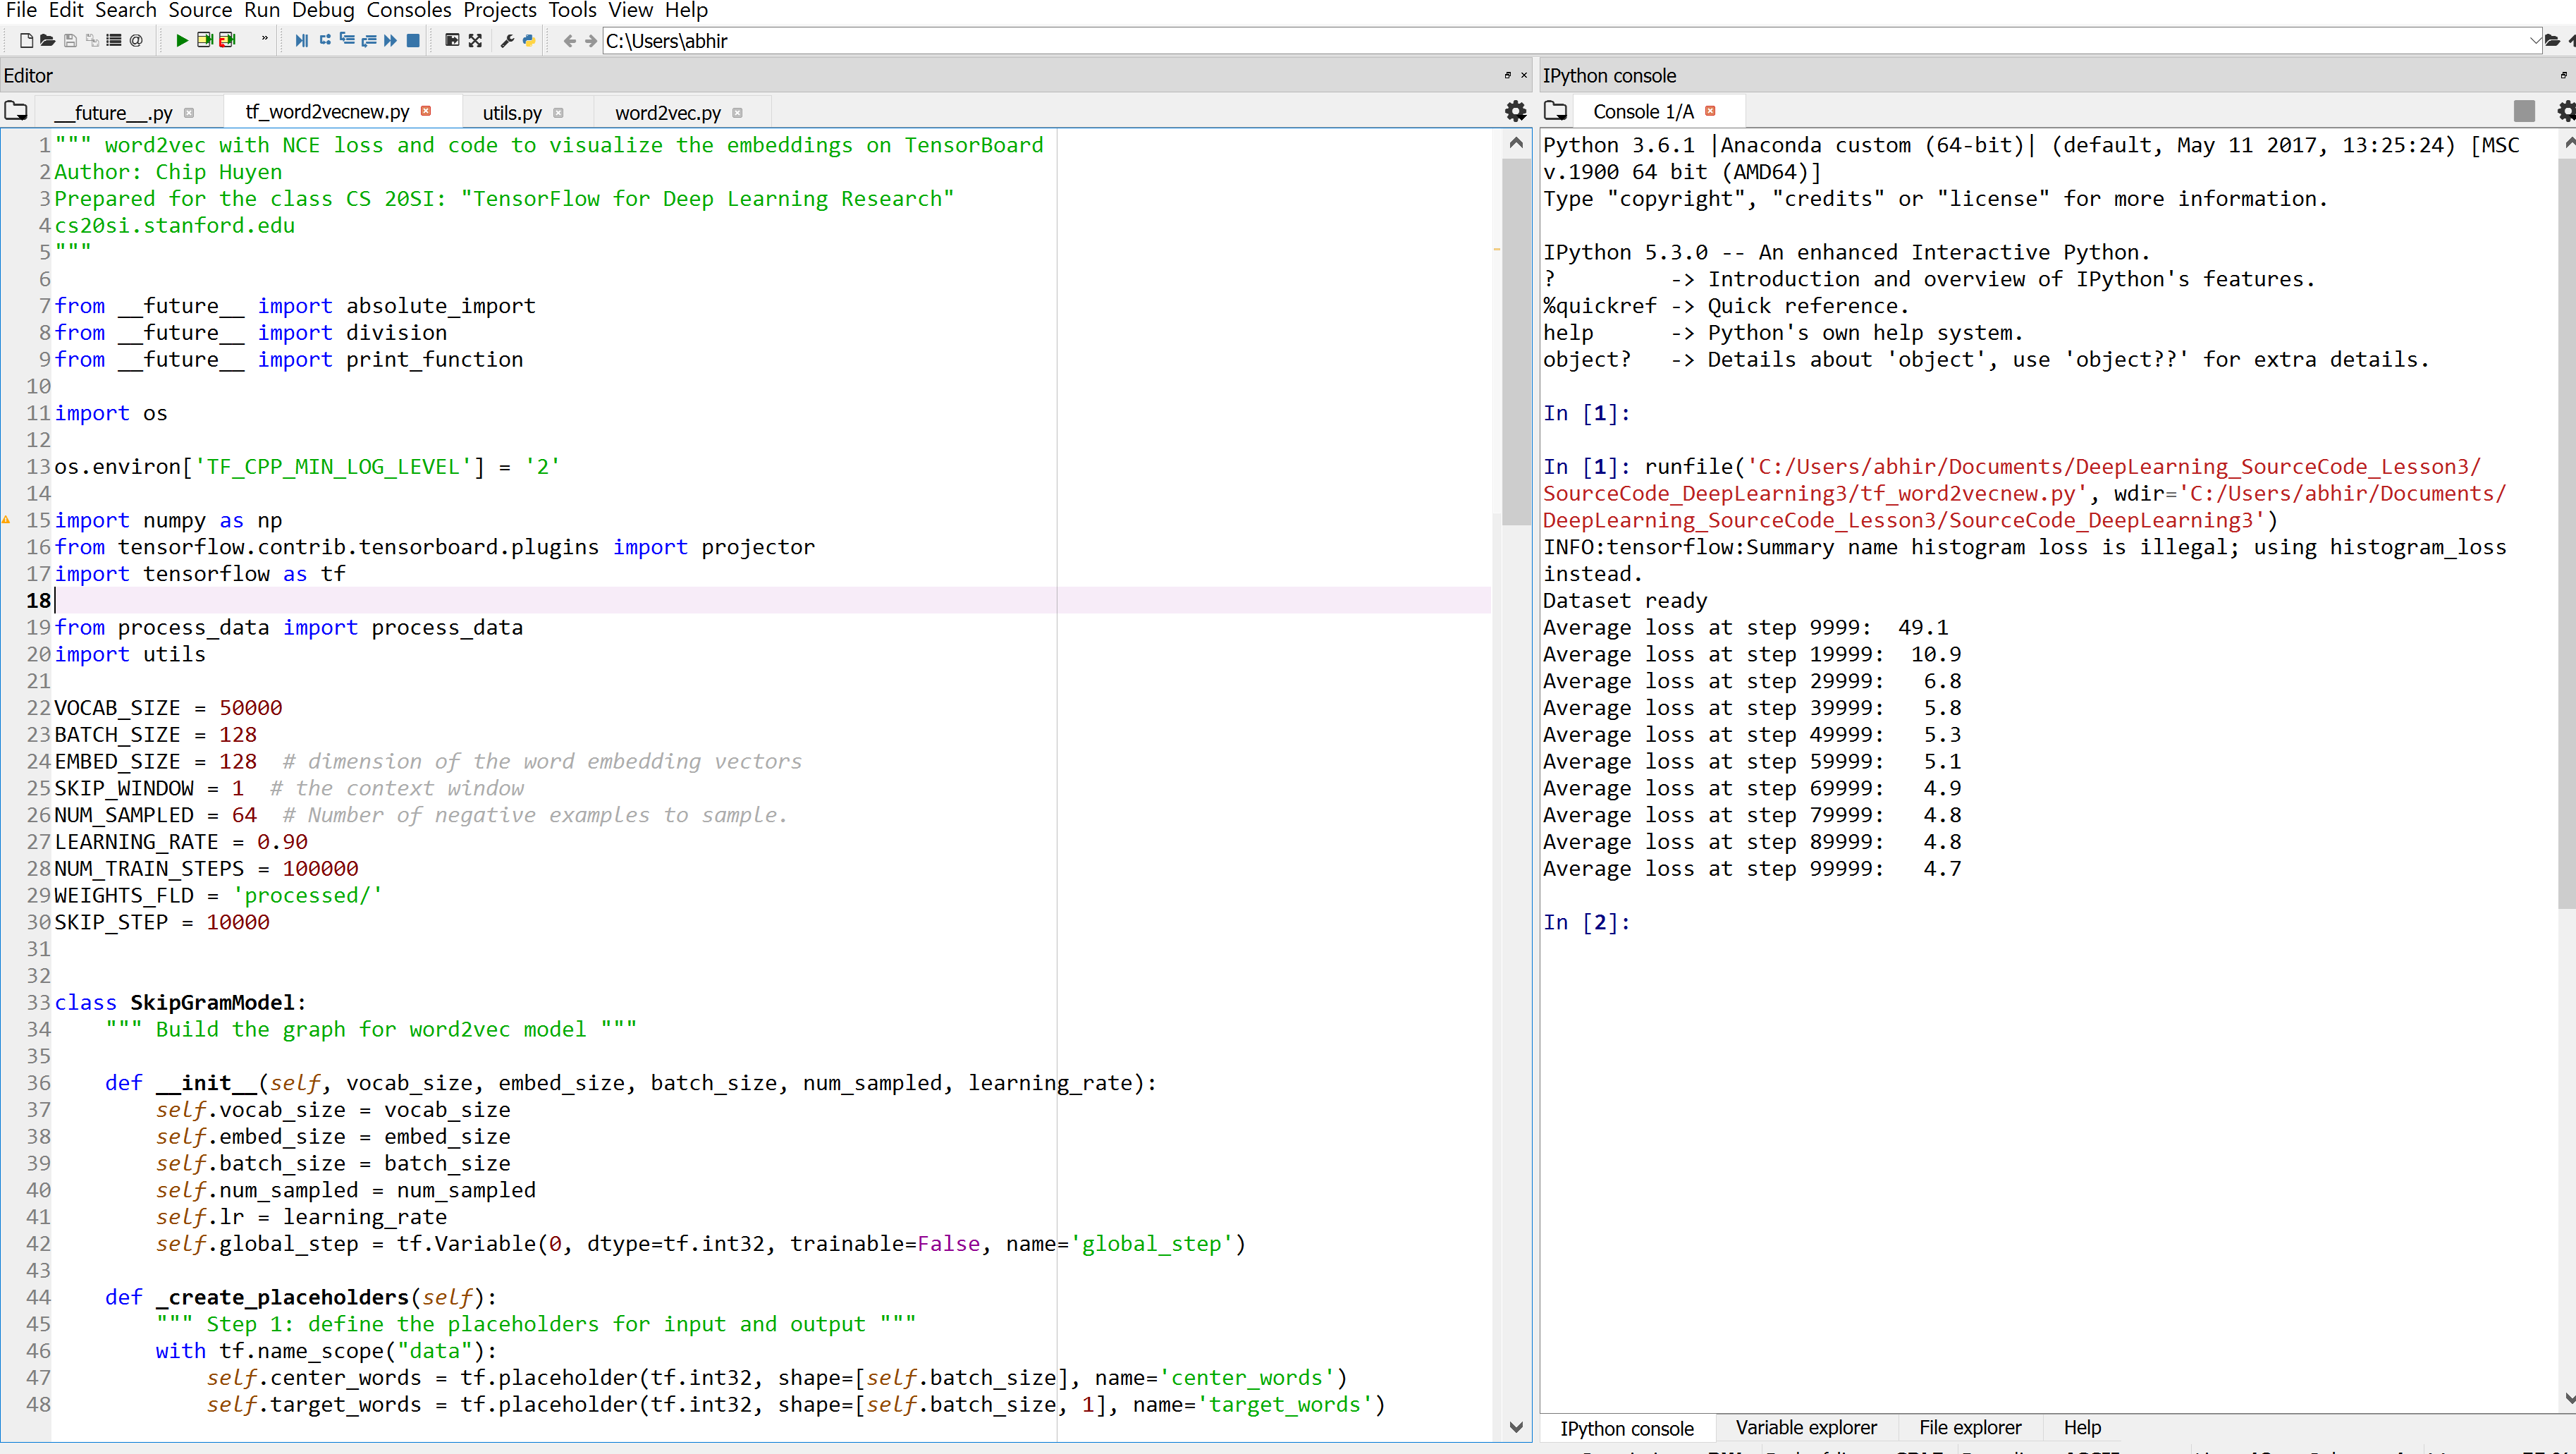 File Edit Search Source Run Debug Consoles Projects Tools View Help
C:\Users\abhir
Editor
__future__.py
tf_word2vecnew.py
utils.py
word2vec.py
1 """ word2vec with NCE loss and code to visualize the embeddings on TensorBoard
2 Author: Chip Huyen
3 Prepared for the class CS 20SI: "TensorFlow for Deep Learning Research"
4 cs20si.stanford.edu
5 """
6
7 from __future__ import absolute_import
8 from __future__ import division
9 from __future__ import print_function
10
11 import os
12
13 os.environ['TF_CPP_MIN_LOG_LEVEL'] = '2'
14
15 import numpy as np
16 from tensorflow.contrib.tensorboard.plugins import projector
17 import tensorflow as tf
18
19 from process_data import process_data
20 import utils
21
22 VOCAB_SIZE = 50000
23 BATCH_SIZE = 128
24 EMBED_SIZE = 128  # dimension of the word embedding vectors
25 SKIP_WINDOW = 1  # the context window
26 NUM_SAMPLED = 64  # Number of negative examples to sample.
27 LEARNING_RATE = 0.90
28 NUM_TRAIN_STEPS = 100000
29 WEIGHTS_FLD = 'processed/'
30 SKIP_STEP = 10000
31
32
33 class SkipGramModel:
34     """ Build the graph for word2vec model """
35
36     def __init__(self, vocab_size, embed_size, batch_size, num_sampled, learning_rate):
37         self.vocab_size = vocab_size
38         self.embed_size = embed_size
39         self.batch_size = batch_size
40         self.num_sampled = num_sampled
41         self.lr = learning_rate
42         self.global_step = tf.Variable(0, dtype=tf.int32, trainable=False, name='global_step')
43
44     def _create_placeholders(self):
45         """ Step 1: define the placeholders for input and output """
46         with tf.name_scope("data"):
47             self.center_words = tf.placeholder(tf.int32, shape=[self.batch_size], name='center_words')
48             self.target_words = tf.placeholder(tf.int32, shape=[self.batch_size, 1], name='target_words')
IPython console
Console 1/A
Python 3.6.1 |Anaconda custom (64-bit)| (default, May 11 2017, 13:25:24) [MSC
v.1900 64 bit (AMD64)]
Type "copyright", "credits" or "license" for more information.
IPython 5.3.0 -- An enhanced Interactive Python.
?         -> Introduction and overview of IPython's features.
%quickref -> Quick reference.
help      -> Python's own help system.
object?   -> Details about 'object', use 'object??' for extra details.
In [1]:
In [1]: runfile('C:/Users/abhir/Documents/DeepLearning_SourceCode_Lesson3/
SourceCode_DeepLearning3/tf_word2vecnew.py', wdir='C:/Users/abhir/Documents/
DeepLearning_SourceCode_Lesson3/SourceCode_DeepLearning3')
INFO:tensorflow:Summary name histogram loss is illegal; using histogram_loss
instead.
Dataset ready
Average loss at step 9999:  49.1
Average loss at step 19999:  10.9
Average loss at step 29999:   6.8
Average loss at step 39999:   5.8
Average loss at step 49999:   5.3
Average loss at step 59999:   5.1
Average loss at step 69999:   4.9
Average loss at step 79999:   4.8
Average loss at step 89999:   4.8
Average loss at step 99999:   4.7
In [2]:
IPython console
Variable explorer
File explorer
Help